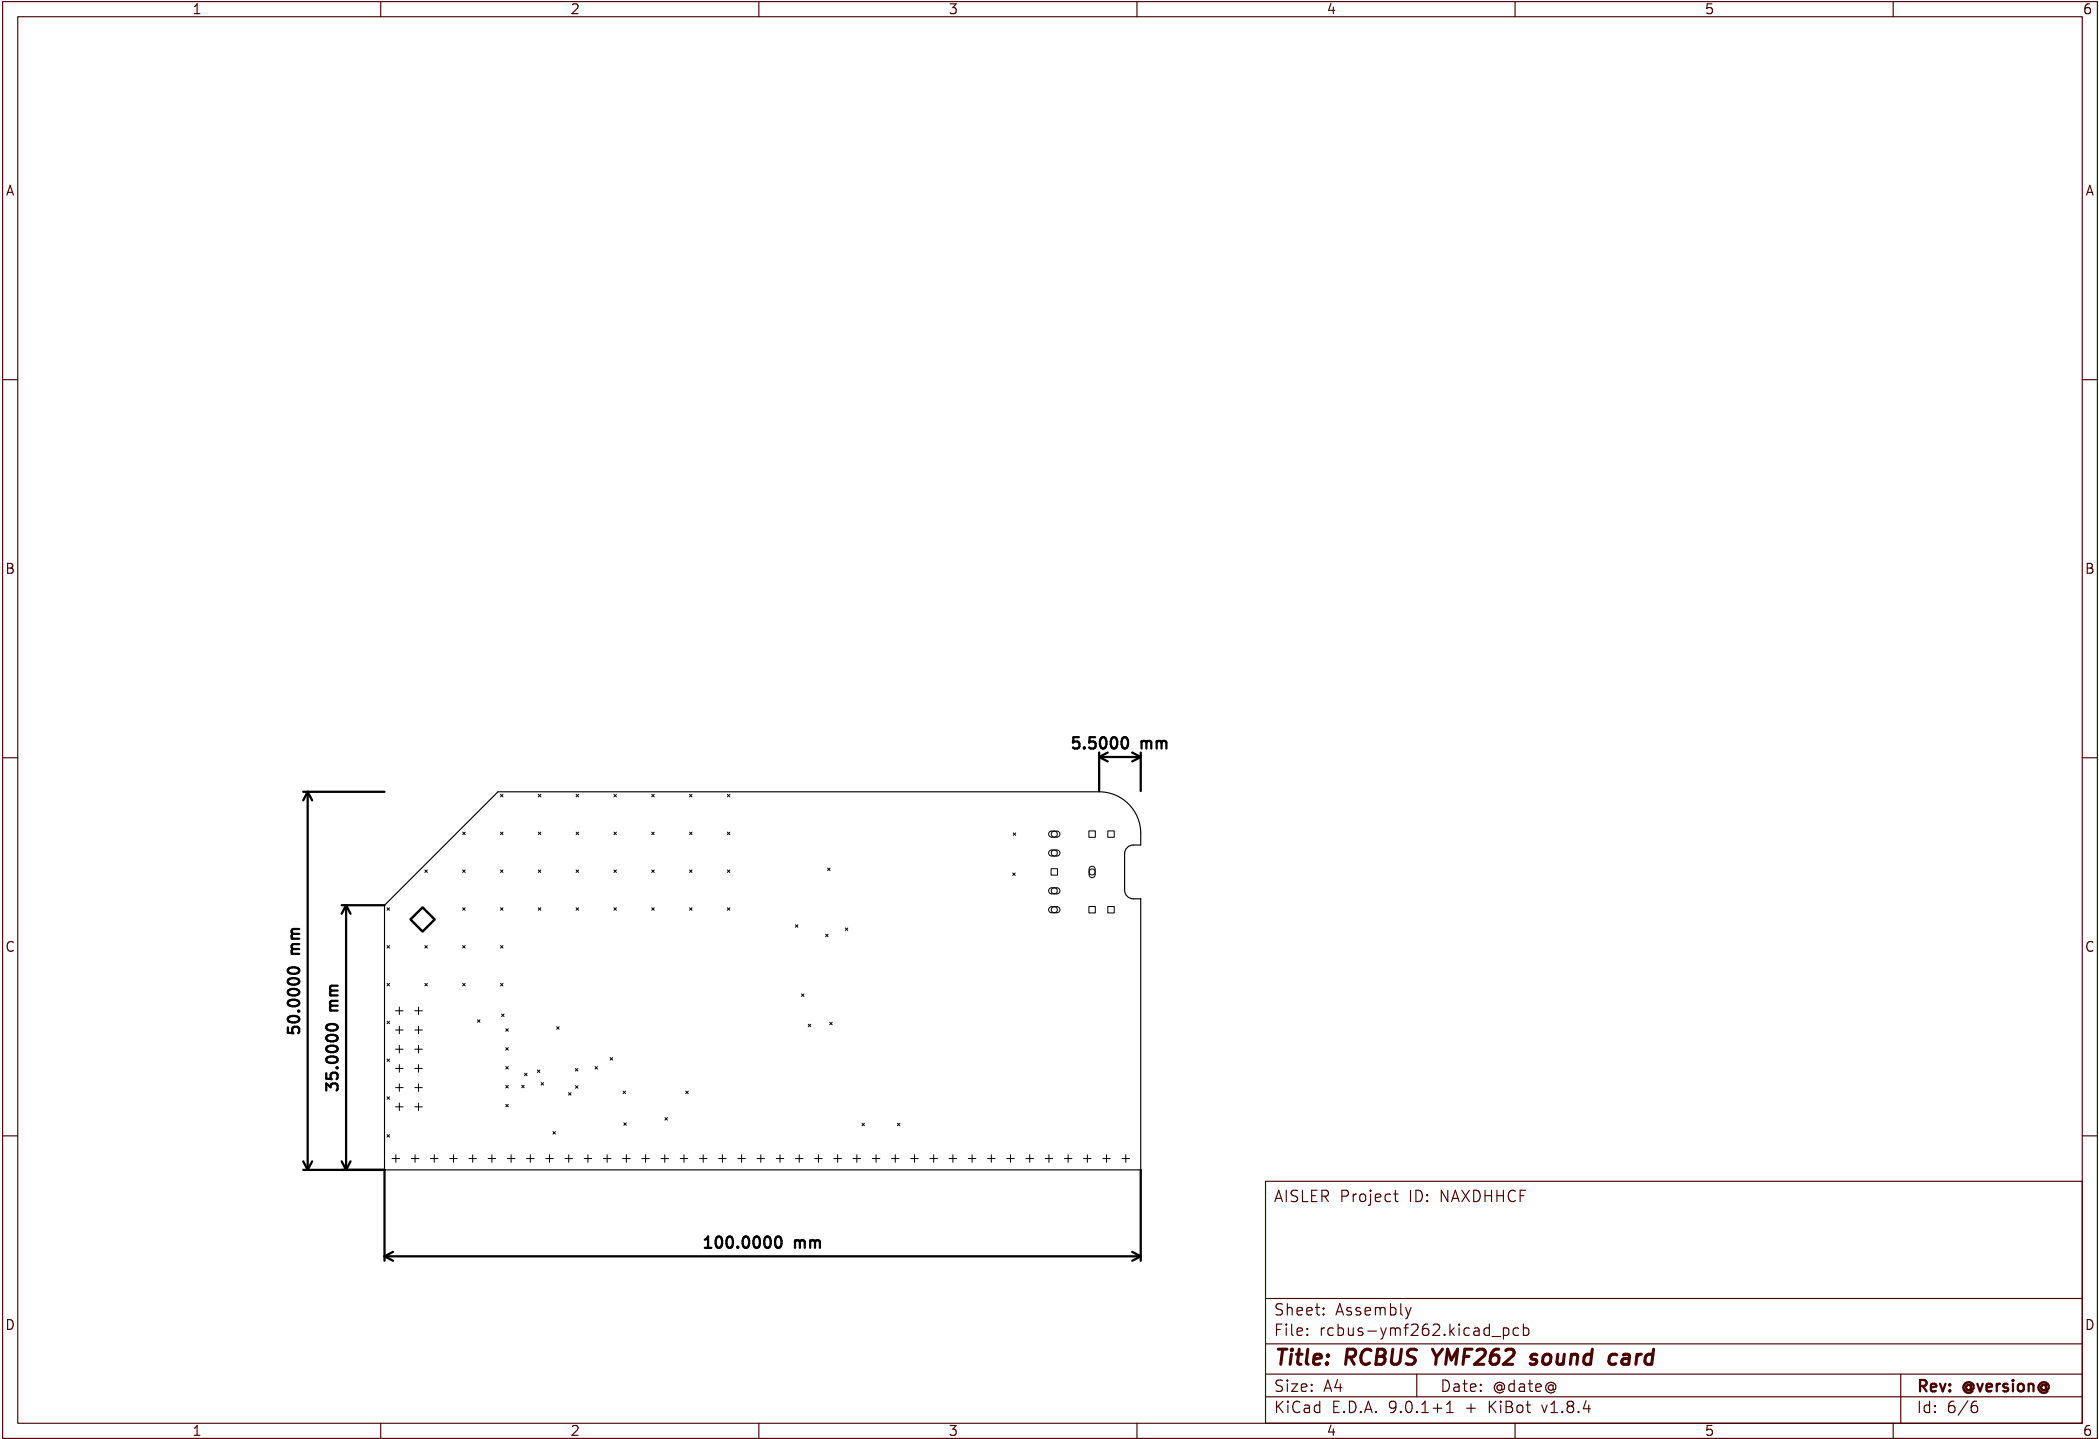 1 2 3 4 5 6
A A
B B
5.5000 mm
50.0000 mm
35.0000 mm
C C
100.0000 mm
AISLER Project ID: NAXDHHCF
Sheet: Assembly
File: rcbus-ymf262.kicad_pcb
D D
Title: RCBUS YMF262 sound card
Size: A4 Date: @date@ Rev: @version@
KiCad E.D.A. 9.0.1+1 + KiBot v1.8.4 Id: 6/6
1 2 3 4 5 6